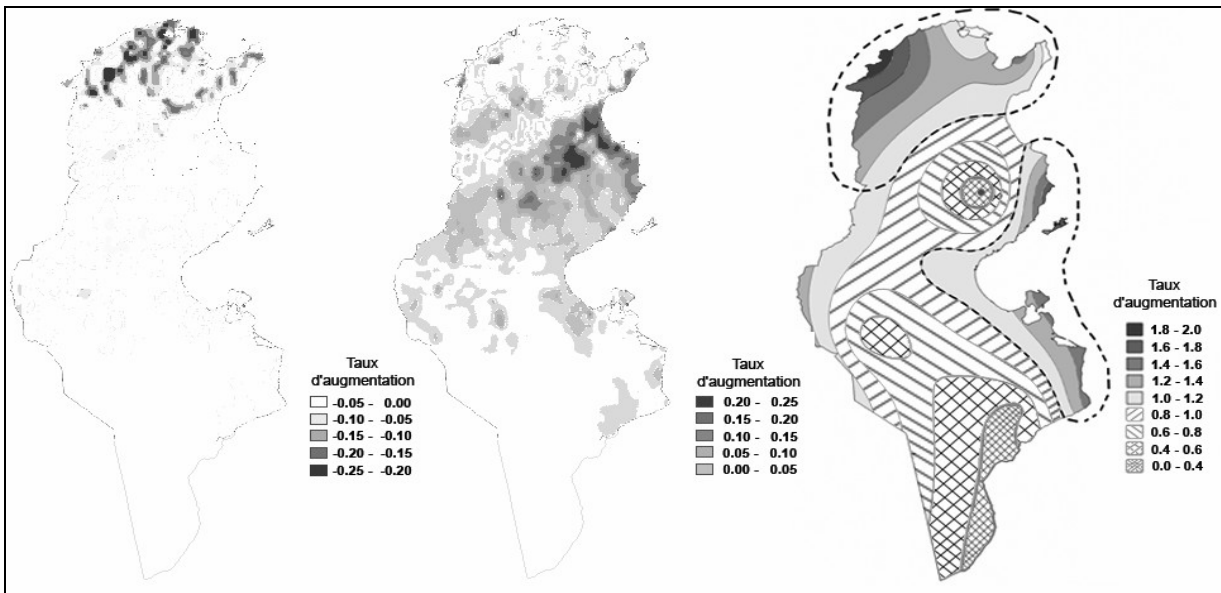 Taux
d'augmentation
-0.05 - 0.00
-0.10 - -0.05
-0.15 - -0.10
-0.20 - -0.15
-0.25 - -0.20
Taux
d'augmentation
0.20 - 0.25
0.15 - 0.20
0.10 - 0.15
0.05 - 0.10
0.00 - 0.05
Taux
d'augmentation
1.8 - 2.0
1.6 - 1.8
1.4 - 1.6
1.2 - 1.4
1.0 - 1.2
0.8 - 1.0
0.6 - 0.8
0.4 - 0.6
0.0 - 0.4